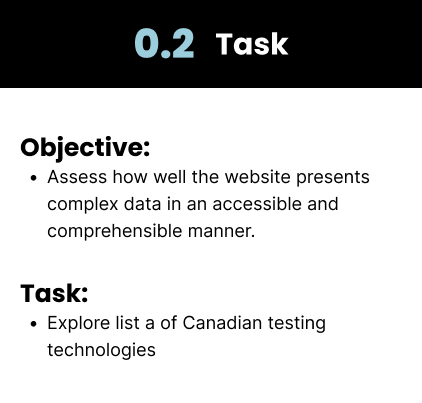 0.2 Task
Objective:
• Assess how well the website presents
complex data in an accessible and
comprehensible manner.
Task:
• Explore list a of Canadian testing
technologies